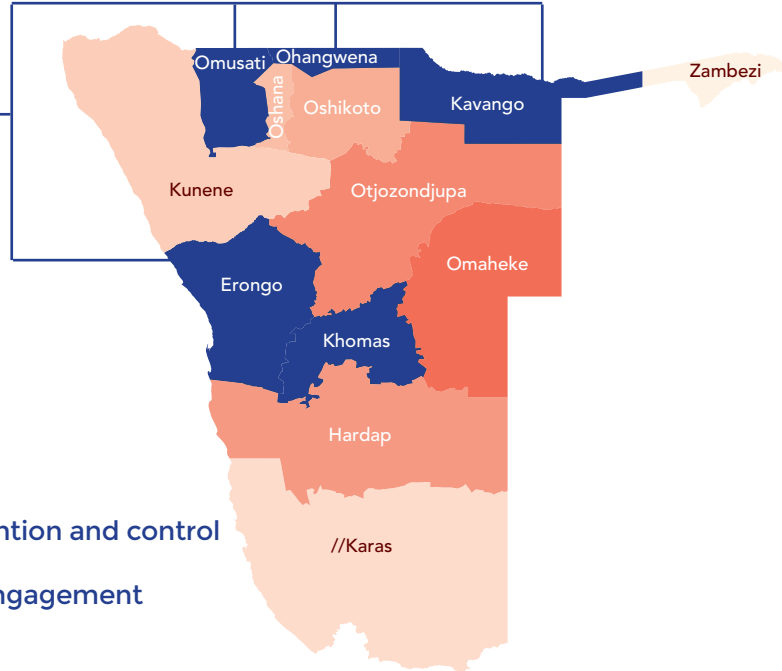 Omusati
Ohangwena
Oshana
Oshikoto
Kavango
Zambezi
Kunene
Otjozondjupa
Omaheke
Erongo
Khomas
Hardap
ntion and control
//Karas
ngagement